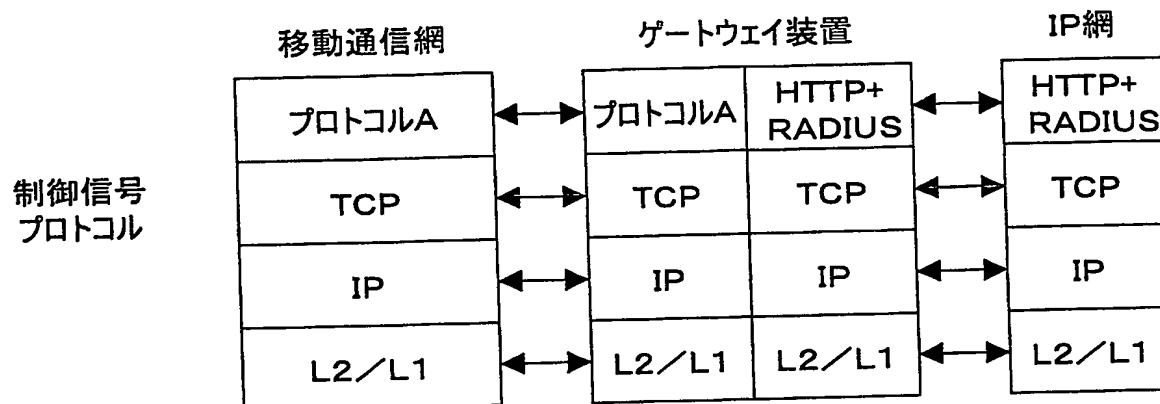 移動通信網
ゲートウェイ装置
IP網
制御信号
プロトコル
プロトコルA
プロトコルA
HTTP+
RADIUS
HTTP+
RADIUS
TCP
TCP
TCP
TCP
IP
IP
IP
IP
L2/L1
L2/L1
L2/L1
L2/L1